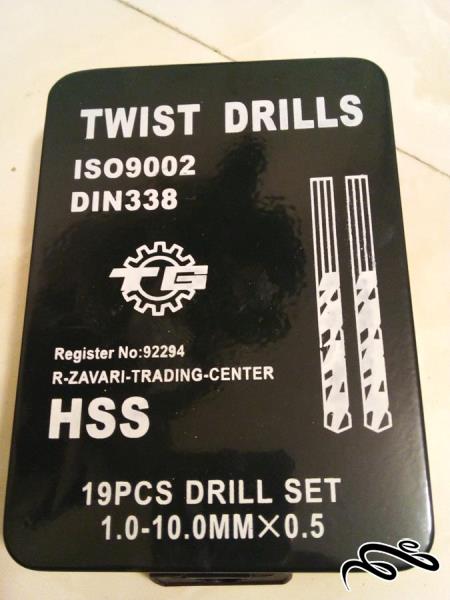 TWIST DRILLS
ISO9002
DIN338
TG
Register No:92294
R-ZAVARI-TRADING-CENTER
HSS
19PCS DRILL SET
1.0-10.0MM×0.5